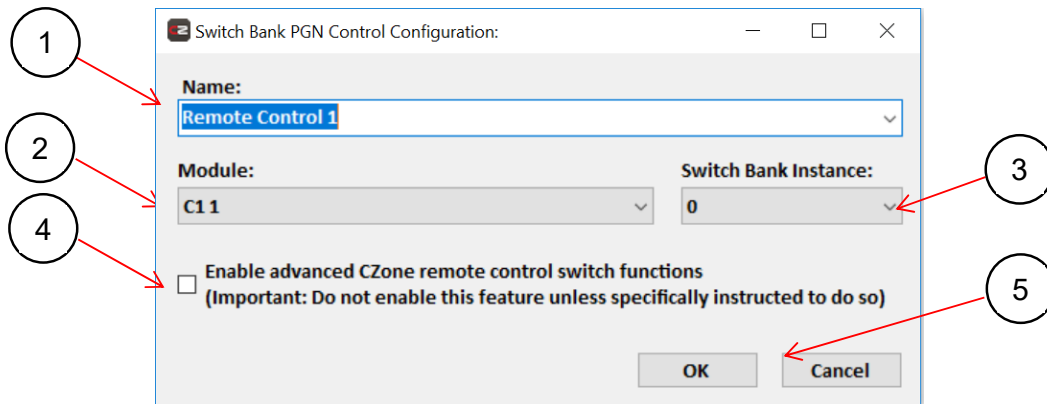 1
CZ Switch Bank PGN Control Configuration:
Name:
Remote Control 1
2
Module:
Switch Bank Instance:
3
C1 1
0
4
Enable advanced CZone remote control switch functions
(Important: Do not enable this feature unless specifically instructed to do so)
5
OK
Cancel